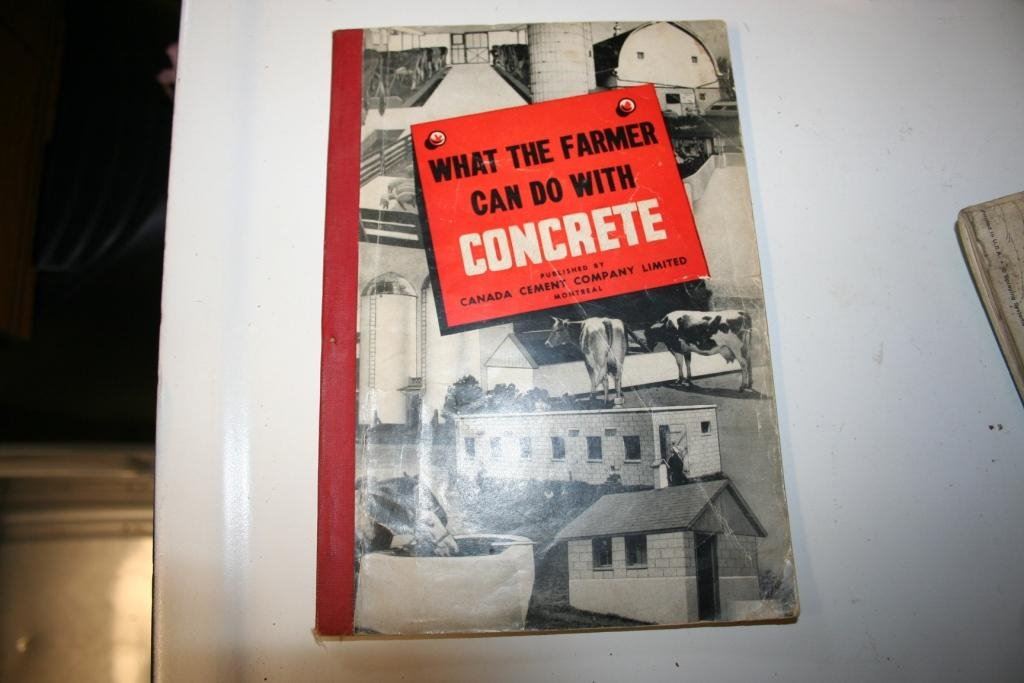 WHAT THE FARMER
CAN DO WITH
CONCRETE
PUBLISHED BY
CANADA CEMENT COMPANY LIMITED
MONTREAL